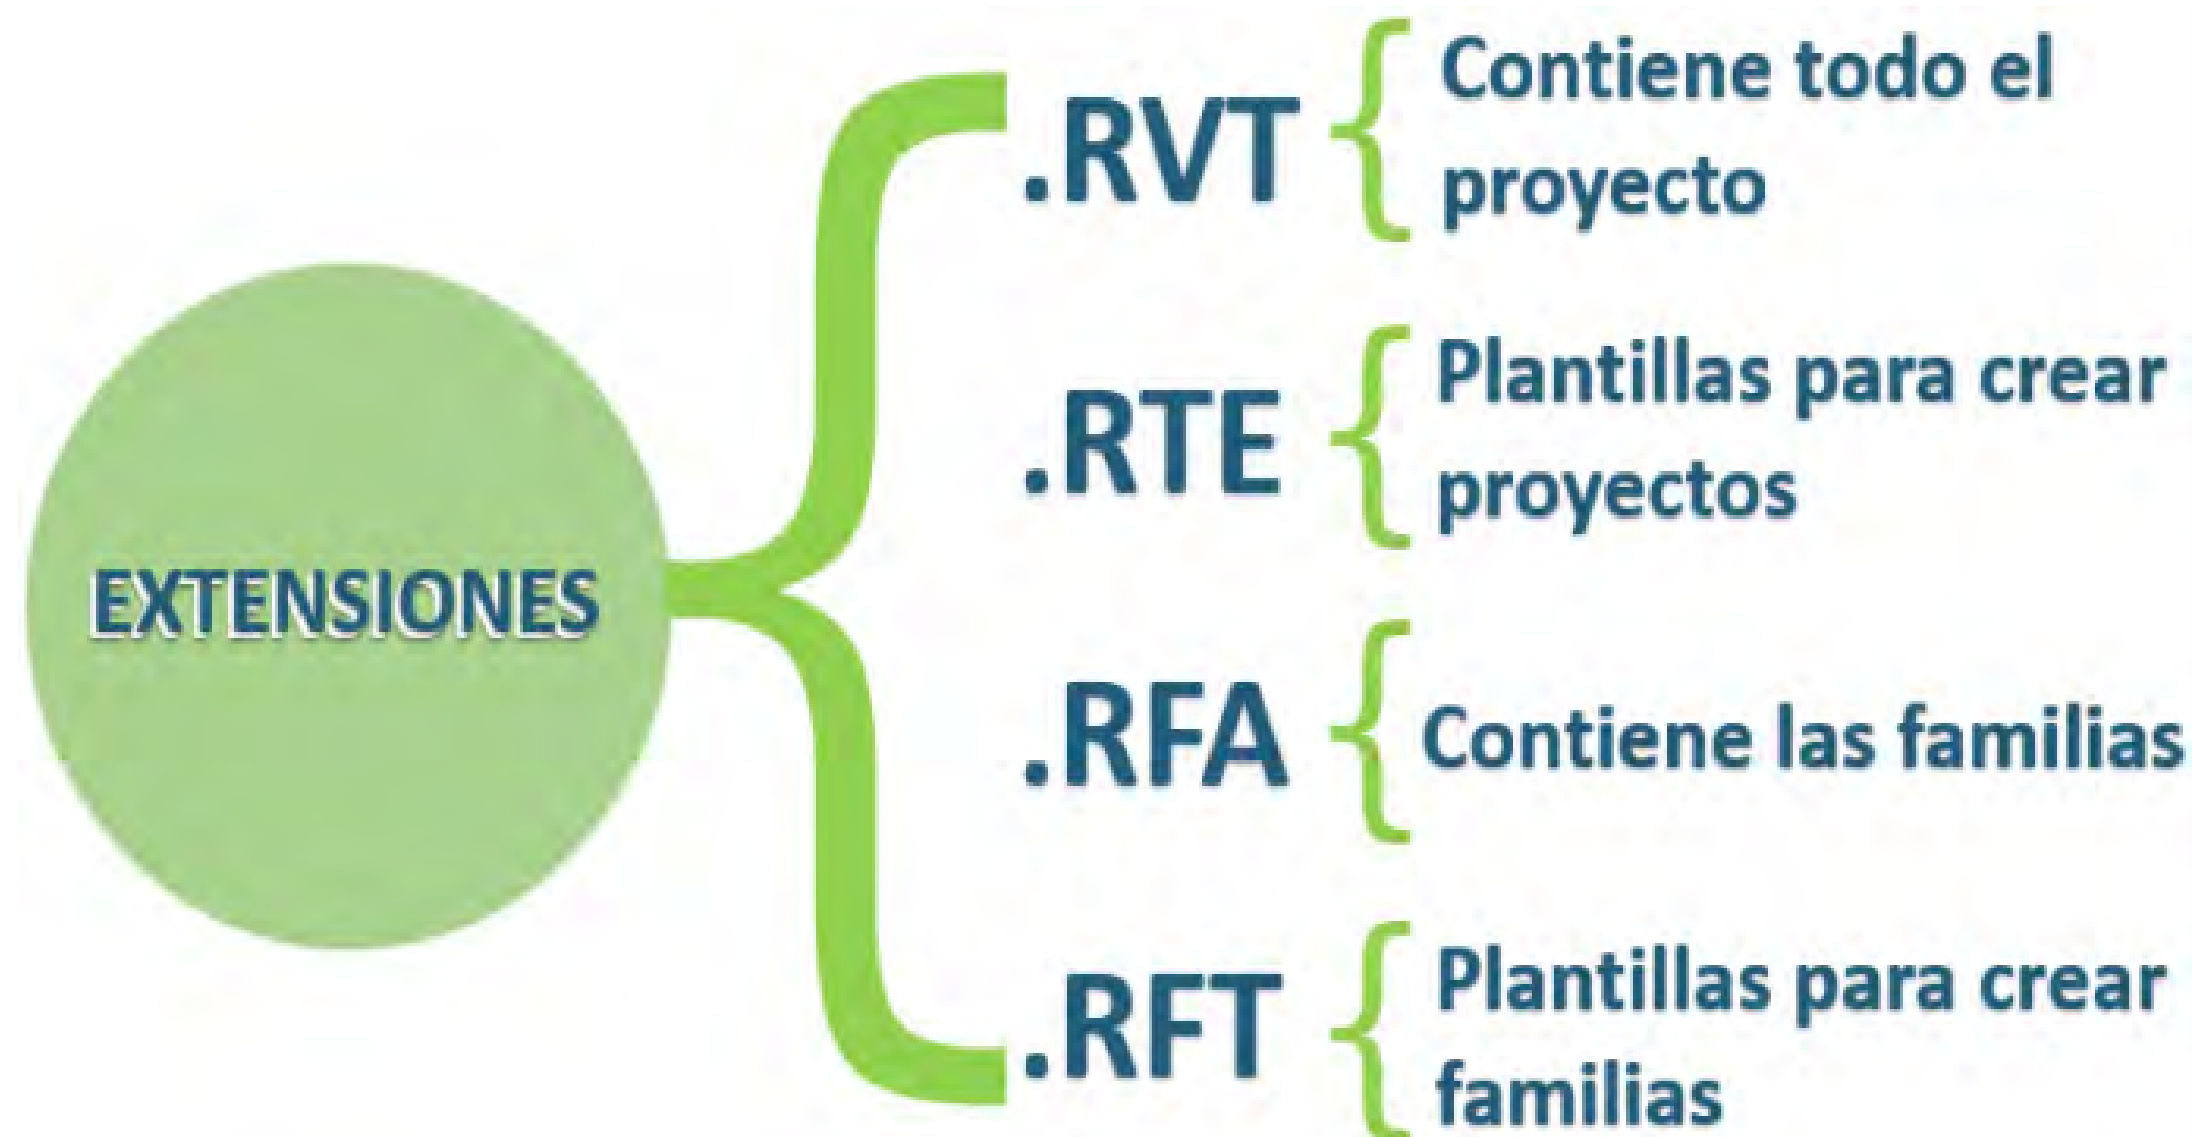 EXTENSIONES
.RVT
Contiene todo el
proyecto
.RTE
Plantillas para crear
proyectos
.RFA
Contiene las familias
.RFT
Plantillas para crear
familias